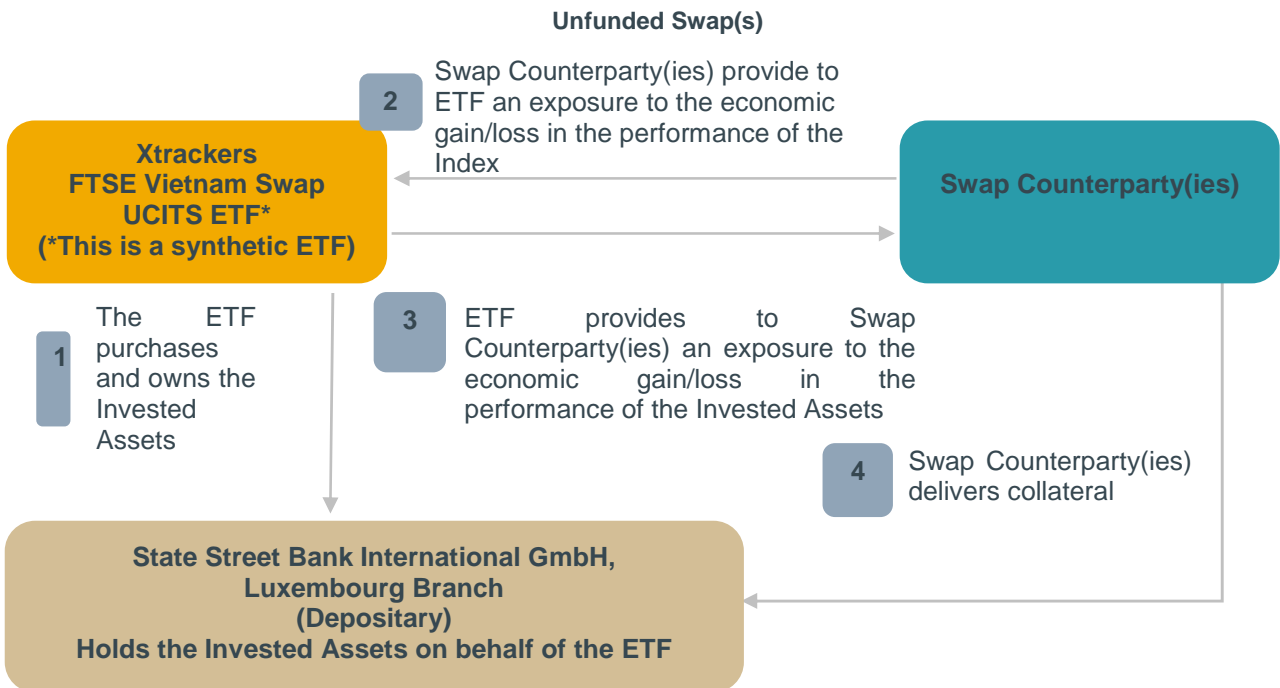 Unfunded Swap(s)
2
Swap Counterparty(ies) provide to
ETF an exposure to the economic
gain/loss in the performance of the
Index
Xtrackers
FTSE Vietnam Swap
UCITS ETF*
(*This is a synthetic ETF)
Swap Counterparty(ies)
1
The ETF
purchases
and owns the
Invested
Assets
3
ETF provides to Swap
Counterparty(ies) an exposure to the
economic gain/loss in the
performance of the Invested Assets
4
Swap Counterparty(ies)
delivers collateral
State Street Bank International GmbH,
Luxembourg Branch
(Depositary)
Holds the Invested Assets on behalf of the ETF